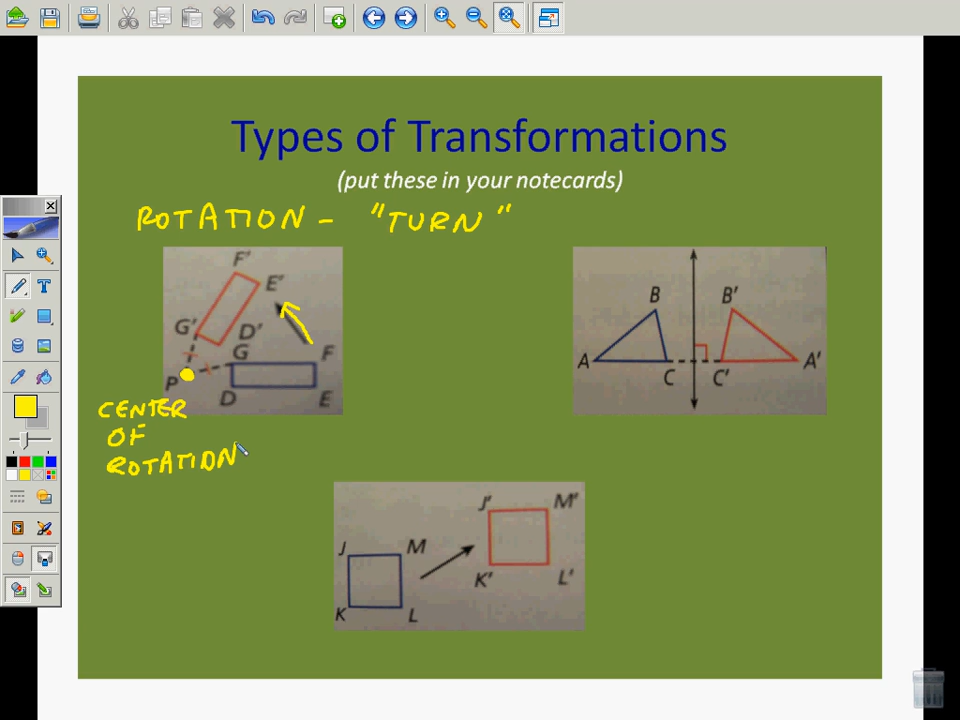 Types of Transformations
(put these in your notecards)
ROTATION - "TURN"
F'
E'
G'
D'
G
F
P
D
E
CENTER
OF
ROTATION
B
B'
A
C
C'
A'
J'
M'
J
M
K'
L'
K
L